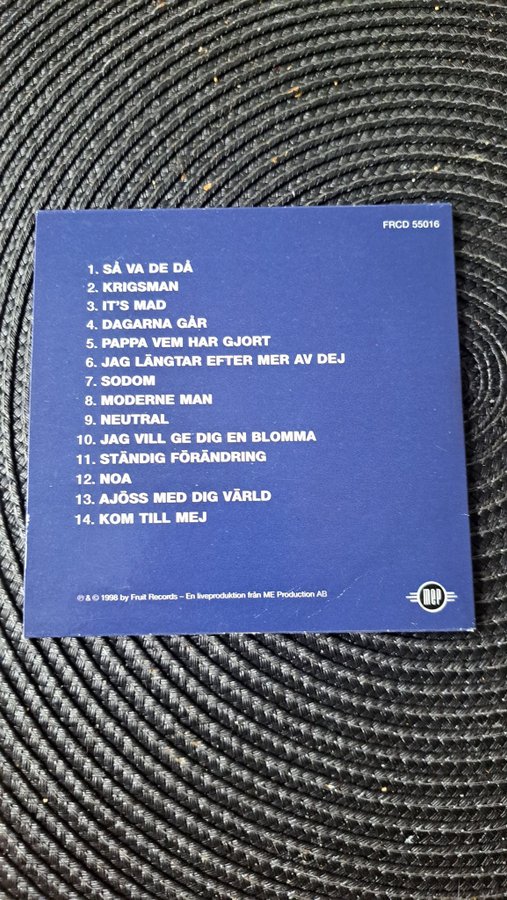 FRCD 55016
1. SÅ VA DE DÅ
2. KRIGSMAN
3. IT'S MAD
4. DAGARNA GÅR
5. PAPPA VEM HAR GJORT
6. JAG LÄNGTAR EFTER MER AV DEJ
7. SODOM
8. MODERNE MAN
9. NEUTRAL
10. JAG VILL GE DIG EN BLOMMA
11. STÄNDIG FÖRÄNDRING
12. NOA
13. AJÖSS MED DIG VÄRLD
14. KOM TILL MEJ
℗ & © 1998 by Fruit Records – En liveproduktion från ME Production AB
MEP